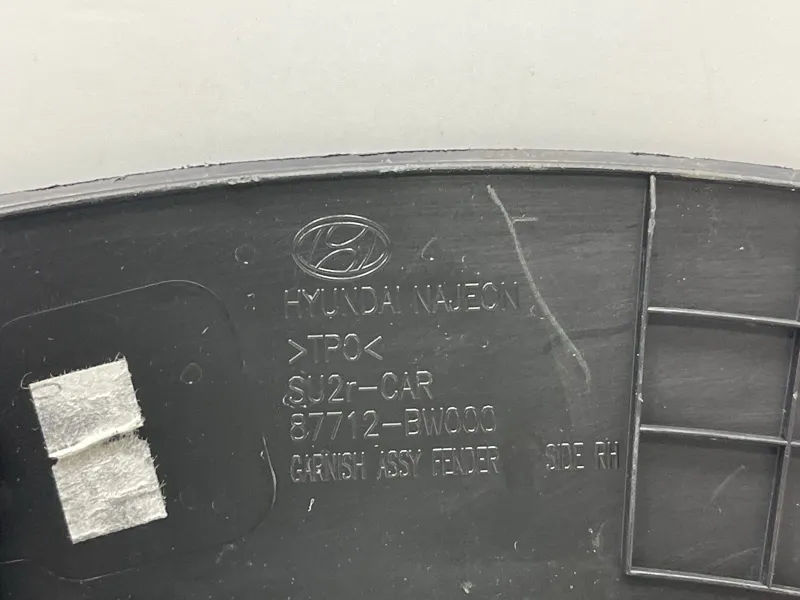 HYUNDAI NAJEON
>TPO<
SU2r-CAR
87712-BW000
GARNISH ASSY FENDER SIDE RH